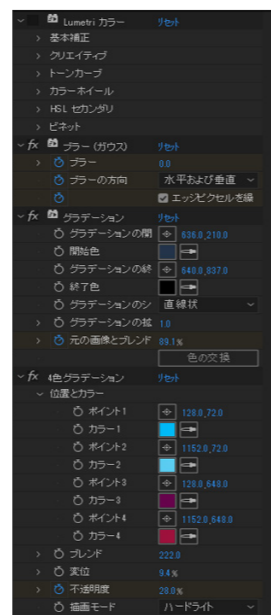 Lumetri カラー リセット
基本補正
クリエイティブ
トーンカーブ
カラーホイール
HSL セカンダリ
ビネット
fx ブラー (ガウス) リセット
ブラー 0.0
ブラーの方向 水平および垂直
エッジピクセルを繰
fx グラデーション リセット
グラデーションの開 636.0,210.0
開始色
グラデーションの終 640.0,837.0
終了色
グラデーションのシ 直線状
グラデーションの拡 1.0
元の画像とブレンド 89.1%
色の交換
fx 4色グラデーション リセット
位置とカラー
ポイント1 128.0,72.0
カラー1
ポイント2 1152.0,72.0
カラー2
ポイント3 128.0,648.0
カラー3
ポイント4 1152.0,648.0
カラー4
ブレンド 222.0
変位 9.4%
不透明度 28.0%
描画モード ハードライト